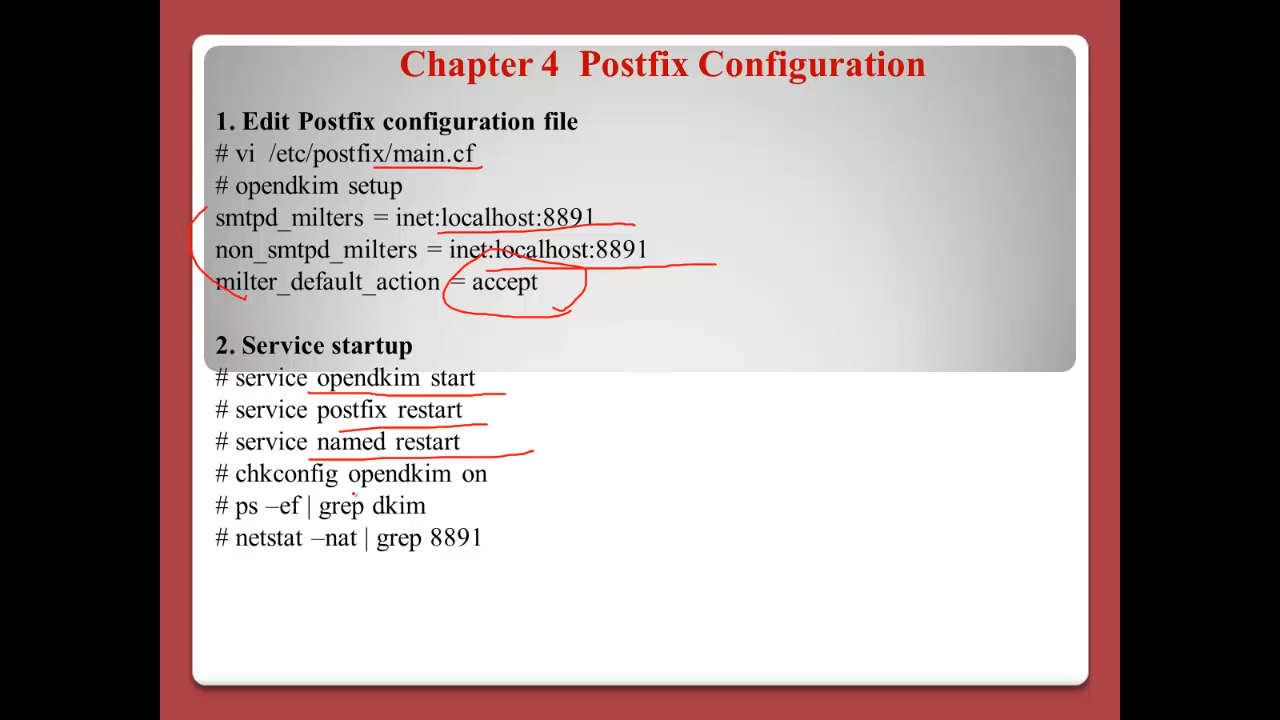 Chapter 4 Postfix Configuration
1. Edit Postfix configuration file
# vi /etc/postfix/main.cf
# opendkim setup
smtpd_milters = inet:localhost:8891
non_smtpd_milters = inet:localhost:8891
milter_default_action = accept
2. Service startup
# service opendkim start
# service postfix restart
# service named restart
# chkconfig opendkim on
# ps –ef | grep dkim
# netstat –nat | grep 8891